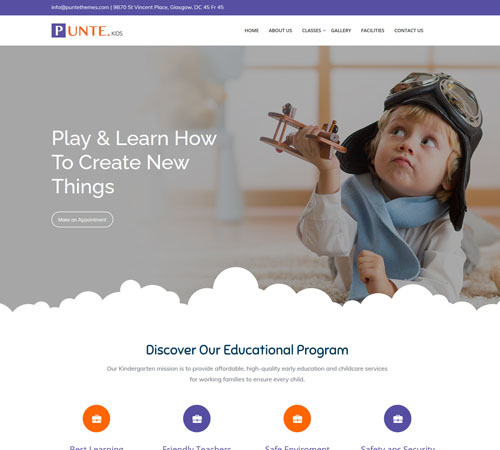 info@puntethemes.com | 9870 St Vincent Place, Glasgow, DC 45 Fr 45
PUNTE.KIDS
HOME ABOUT US CLASSES GALLERY FACILITIES CONTACT US
Play & Learn How
To Create New
Things
Make an Appointment
Discover Our Educational Program
Our Kindergarten mission is to provide affordable, high-quality early education and childcare services
for working families to ensure every child.
Best Learning Friendly Teachers Safe Enviroment Safety ans Security